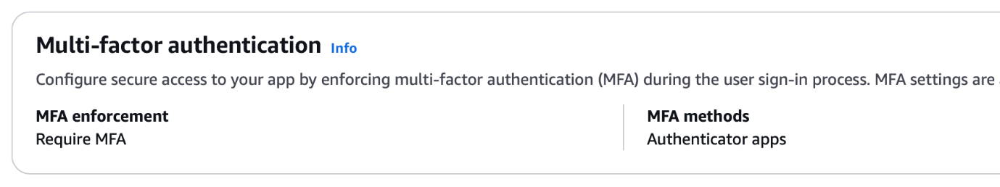 Multi-factor authentication Info
Configure secure access to your app by enforcing multi-factor authentication (MFA) during the user sign-in process. MFA settings are
MFA enforcement
Require MFA
MFA methods
Authenticator apps